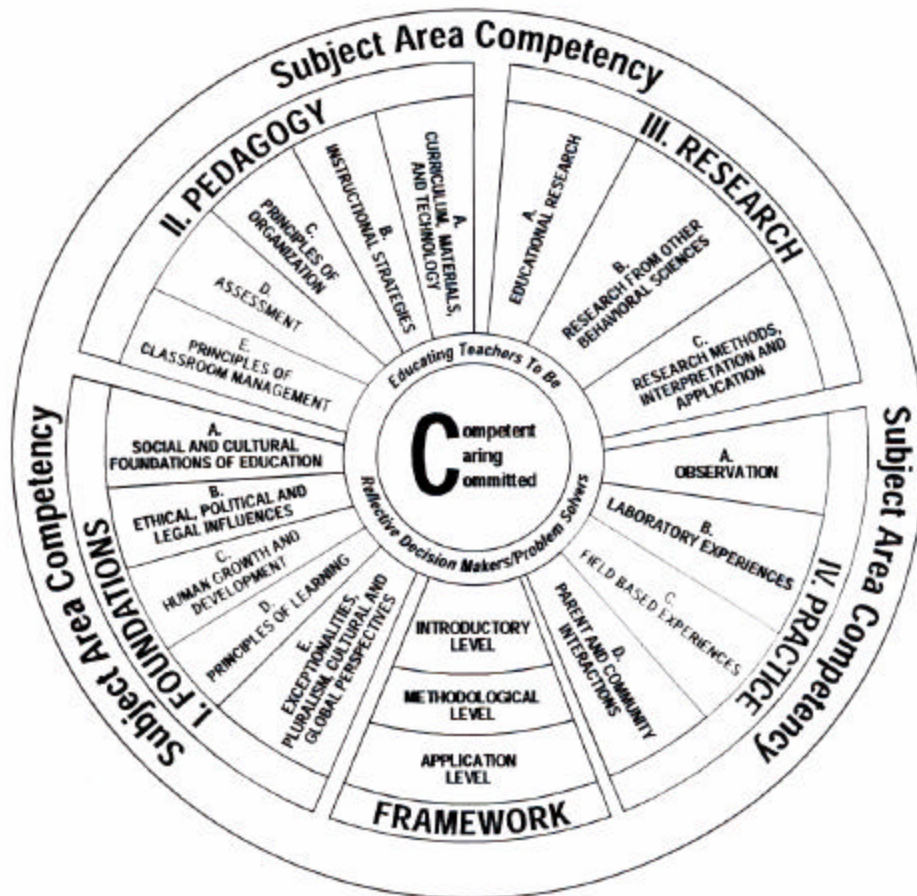 Subject Area Competency
II. PEDAGOGY
A.
CURRICULUM, MATERIALS,
AND TECHNOLOGY
B.
INSTRUCTIONAL STRATEGIES
C.
PRINCIPLES OF
ORGANIZATION
D.
ASSESSMENT
E.
PRINCIPLES OF
CLASSROOM MANAGEMENT
III. RESEARCH
A.
EDUCATIONAL RESEARCH
B.
RESEARCH FROM OTHER
BEHAVIORAL SCIENCES
C.
RESEARCH METHODS,
INTERPRETATION AND
APPLICATION
Educating Teachers To Be
Competent
Caring
Committed
Reflective Decision Makers/Problem Solvers
Subject Area Competency
I. FOUNDATIONS
A.
SOCIAL AND CULTURAL
FOUNDATIONS OF EDUCATION
B.
ETHICAL, POLITICAL AND
LEGAL INFLUENCES
C.
HUMAN GROWTH AND
DEVELOPMENT
D.
PRINCIPLES OF LEARNING
E.
EXCEPTIONALITIES,
PLURALISM, CULTURAL AND
GLOBAL PERSPECTIVES
Subject Area Competency
IV. PRACTICE
A.
OBSERVATION
B.
LABORATORY EXPERIENCES
C.
FIELD BASED EXPERIENCES
D.
PARENT AND COMMUNITY
INTERACTIONS
INTRODUCTORY
LEVEL
METHODOLOGICAL
LEVEL
APPLICATION
LEVEL
FRAMEWORK